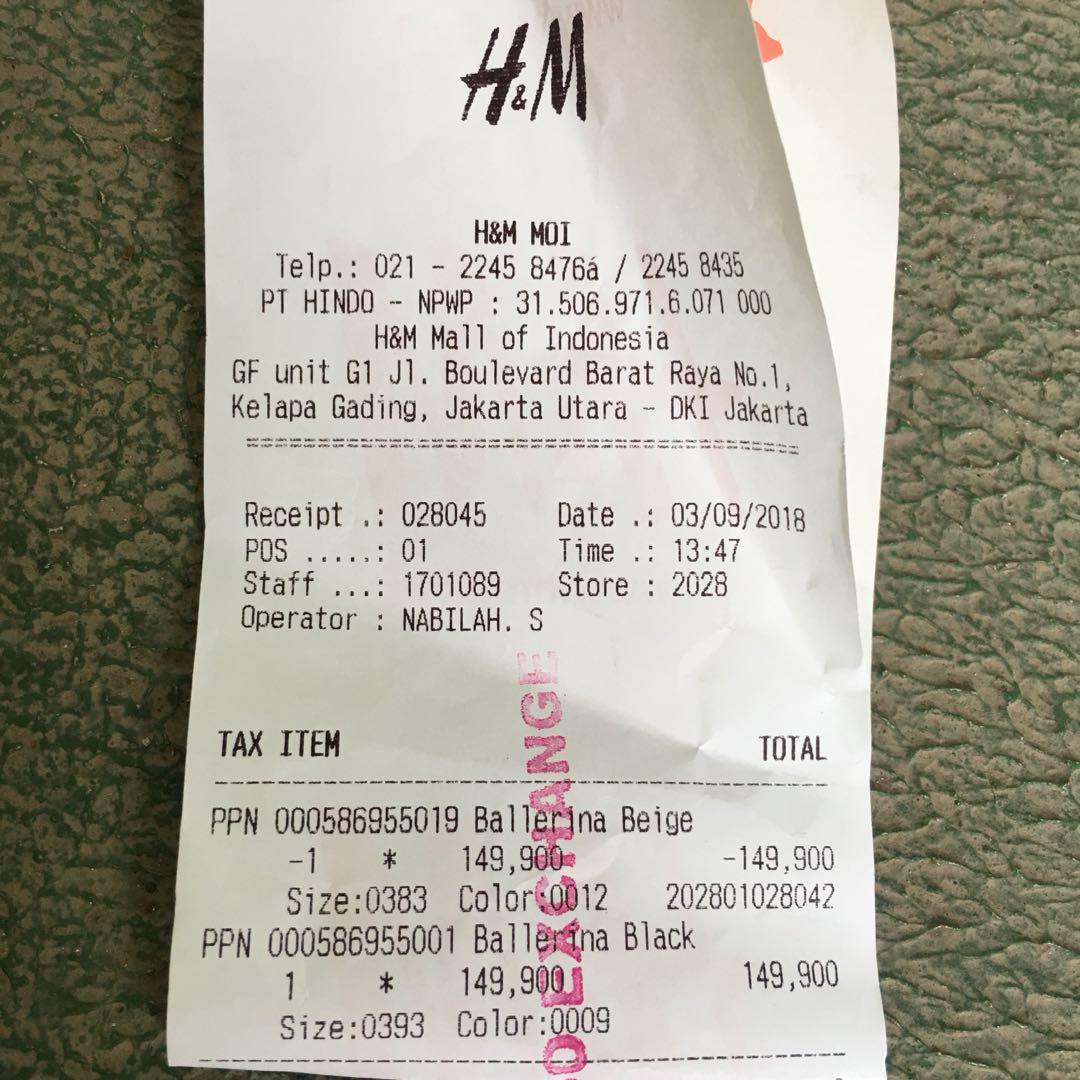 H&M
H&M MOI
Telp.: 021 - 2245 8476á / 2245 8435
PT HINDO - NPWP : 31.506.971.6.071 000
H&M Mall of Indonesia
GF unit G1 Jl. Boulevard Barat Raya No.1,
Kelapa Gading, Jakarta Utara - DKI Jakarta
Receipt .: 028045 Date .: 03/09/2018
POS .....: 01 Time .: 13:47
Staff ...: 1701089 Store : 2028
Operator : NABILAH. S
TAX ITEM TOTAL
PPN 000586955019 Ballerina Beige
-1 * 149,900 -149,900
Size:0383 Color:0012 202801028042
PPN 000586955001 Ballerina Black
1 * 149,900 149,900
Size:0393 Color:0009
EXCHANGE